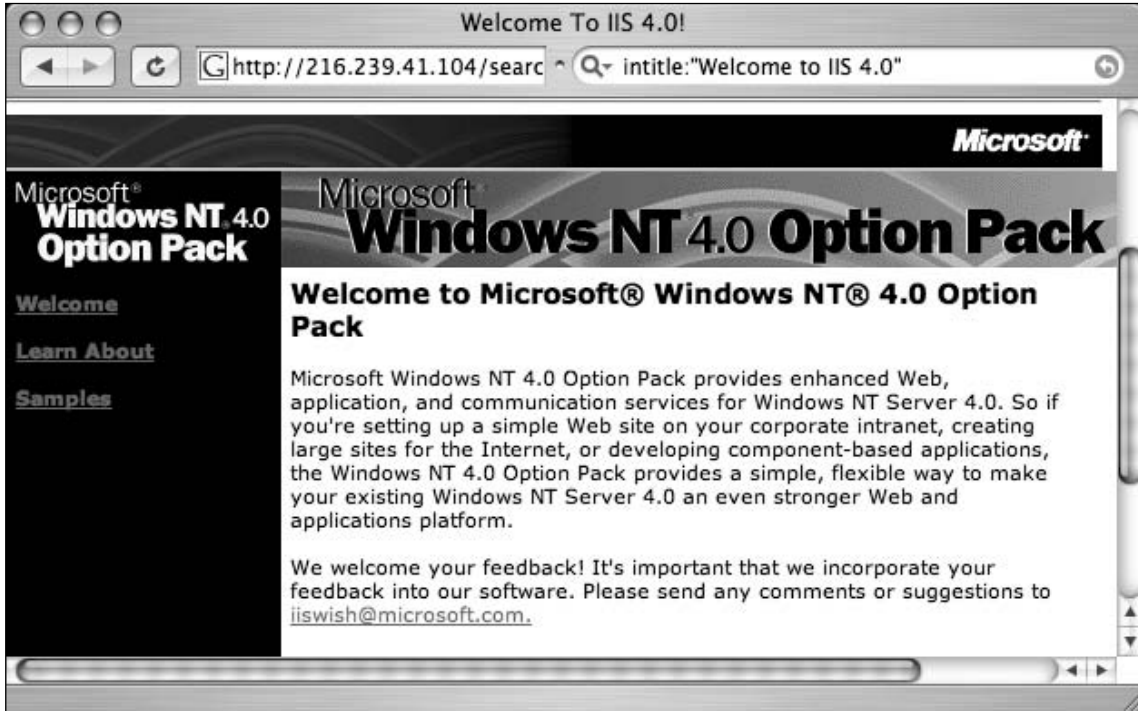 Welcome To IIS 4.0!
http://216.239.41.104/searc
intitle:"Welcome to IIS 4.0"
Microsoft
Microsoft®
Windows NT® 4.0
Option Pack
Welcome
Learn About
Samples
Microsoft
Windows NT 4.0 Option Pack
Welcome to Microsoft® Windows NT® 4.0 Option
Pack
Microsoft Windows NT 4.0 Option Pack provides enhanced Web,
application, and communication services for Windows NT Server 4.0. So if
you're setting up a simple Web site on your corporate intranet, creating
large sites for the Internet, or developing component-based applications,
the Windows NT 4.0 Option Pack provides a simple, flexible way to make
your existing Windows NT Server 4.0 an even stronger Web and
applications platform.
We welcome your feedback! It's important that we incorporate your
feedback into our software. Please send any comments or suggestions to
iiswish@microsoft.com.